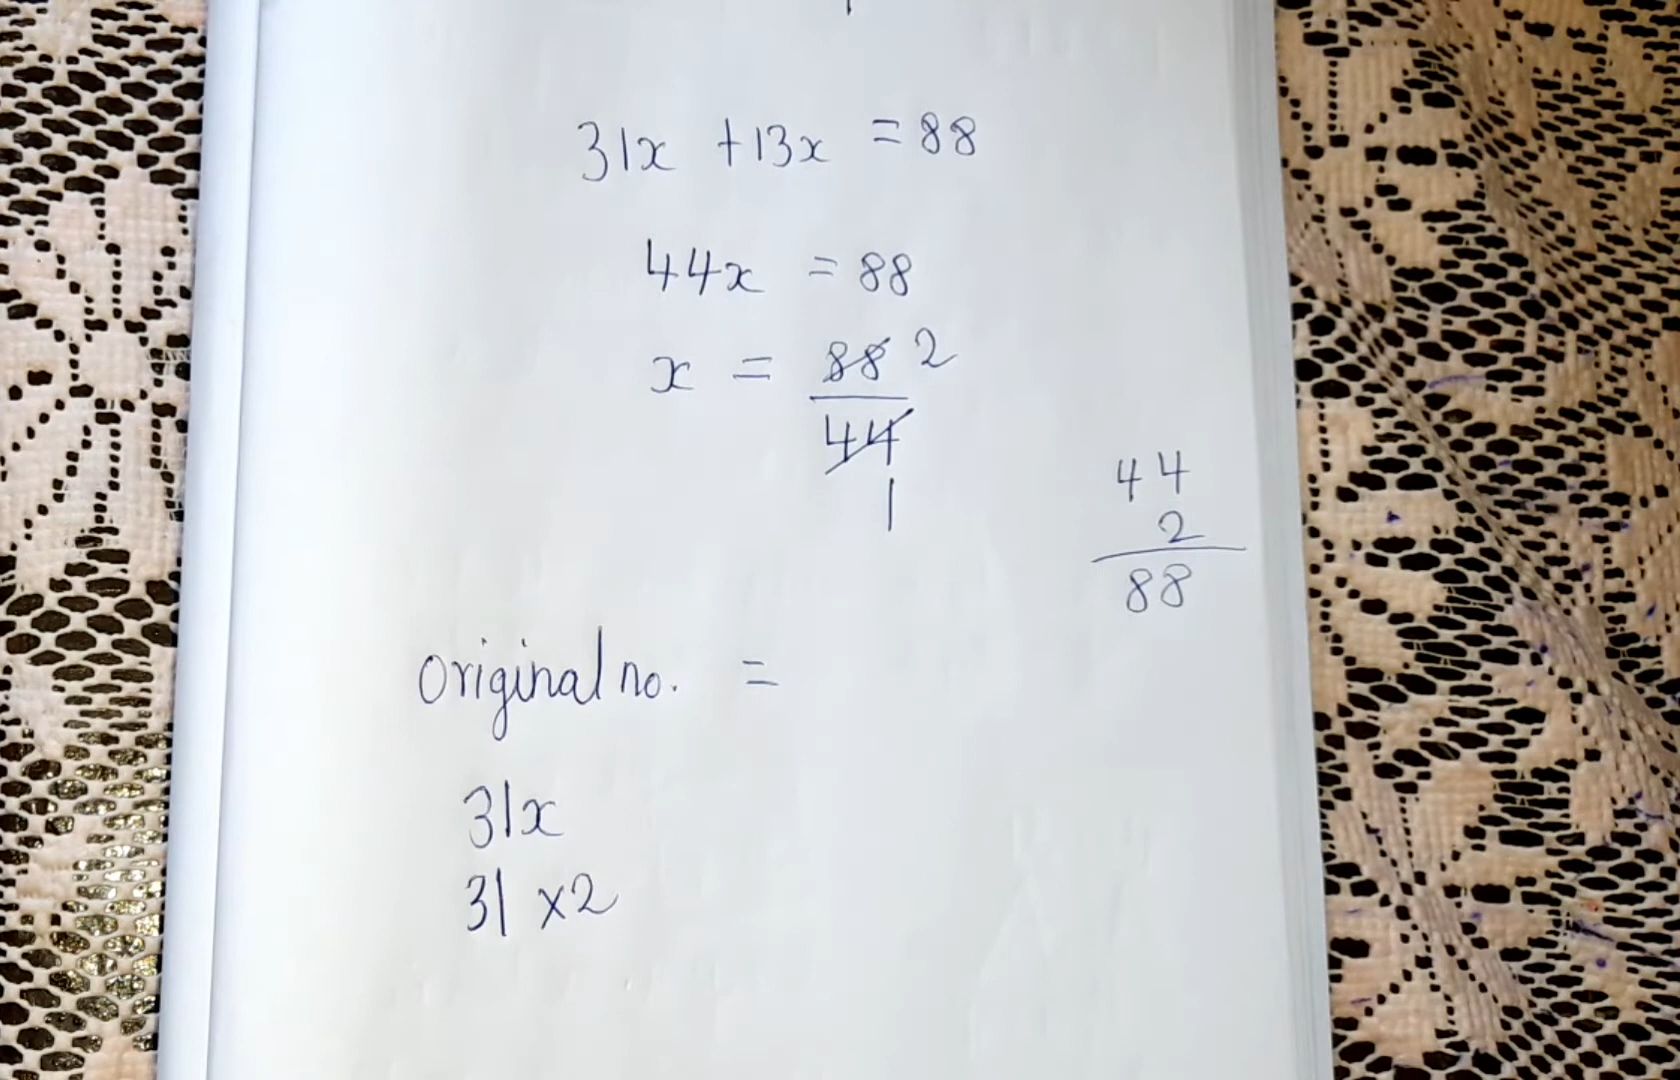 31x +13x = 88
44x = 88
x = 88 2
44
1
44
2
88
original no. =
31x
31 x2